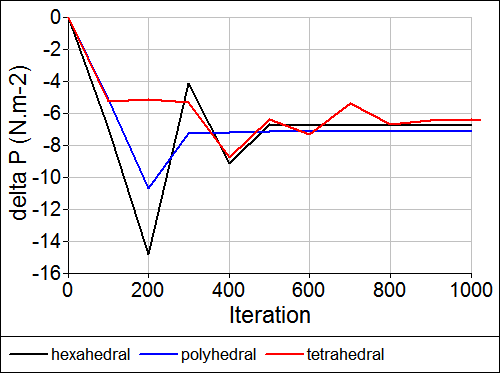 0
-2
-4
-6
-8
-10
-12
-14
-16
delta P (N.m-2)
0 200 400 600 800 1000
Iteration
hexahedral polyhedral tetrahedral